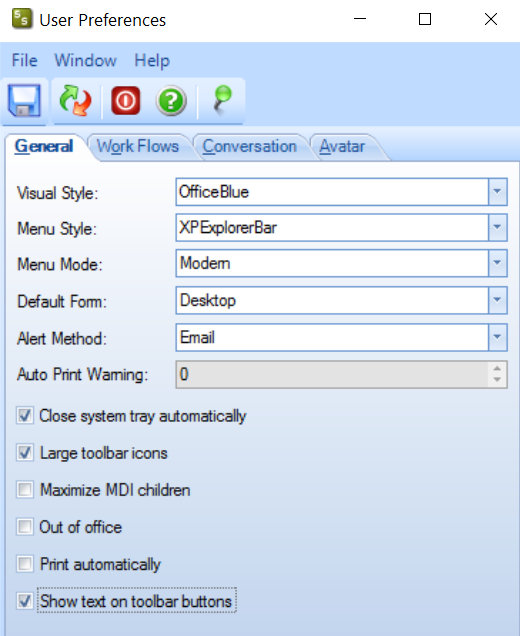 SS User Preferences
File Window Help
General Work Flows Conversation Avatar
Visual Style: OfficeBlue
Menu Style: XPExplorerBar
Menu Mode: Modern
Default Form: Desktop
Alert Method: Email
Auto Print Warning: 0
Close system tray automatically
Large toolbar icons
Maximize MDI children
Out of office
Print automatically
Show text on toolbar buttons